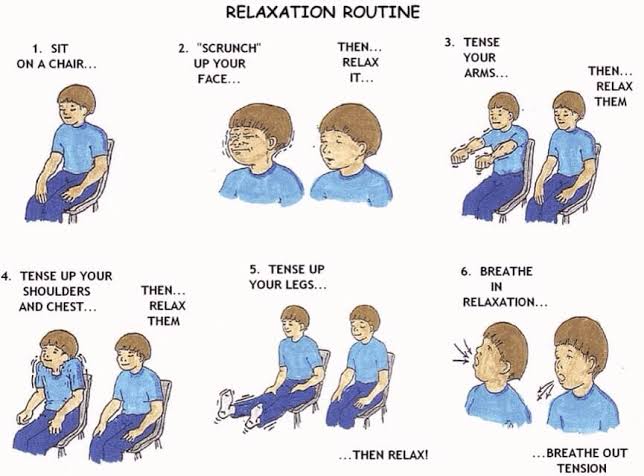 RELAXATION ROUTINE
1. SIT
ON A CHAIR...
2. "SCRUNCH"
UP YOUR
FACE...
THEN...
RELAX
IT...
3. TENSE
YOUR
ARMS...
THEN...
RELAX
THEM
4. TENSE UP YOUR
SHOULDERS
AND CHEST...
THEN...
RELAX
THEM
5. TENSE UP
YOUR LEGS...
...THEN RELAX!
6. BREATHE
IN
RELAXATION...
...BREATHE OUT
TENSION